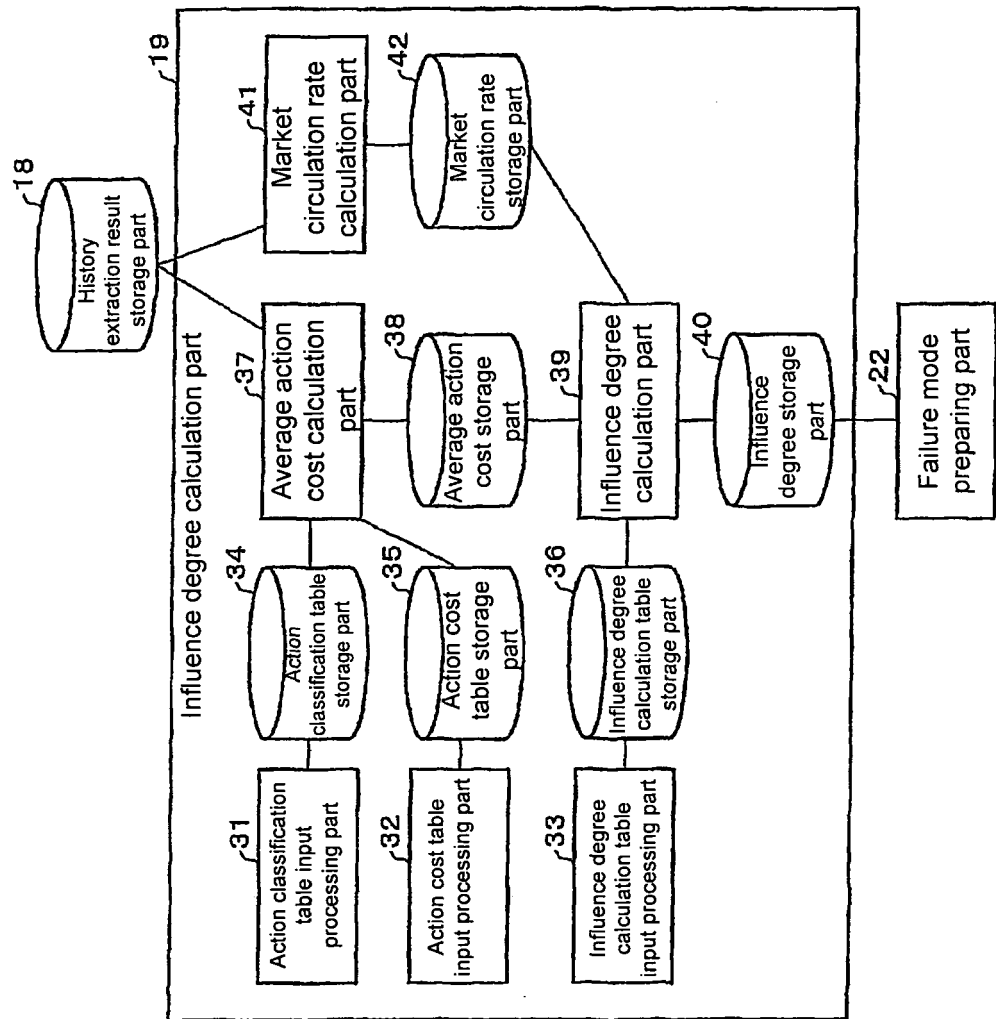 18
History
extraction result
storage part
19
Influence degree calculation part
31
Action classification
table input
processing part
34
Action
classification table
storage part
37
Average action
cost calculation
part
41
Market
circulation rate
calculation part
32
Action cost table
input processing part
35
Action cost
table storage
part
38
Average action
cost storage
part
42
Market
circulation rate
storage part
33
Influence degree
calculation table
input processing part
36
Influence degree
calculation table
storage part
39
Influence degree
calculation part
40
Influence
degree storage
part
22
Failure mode
preparing part